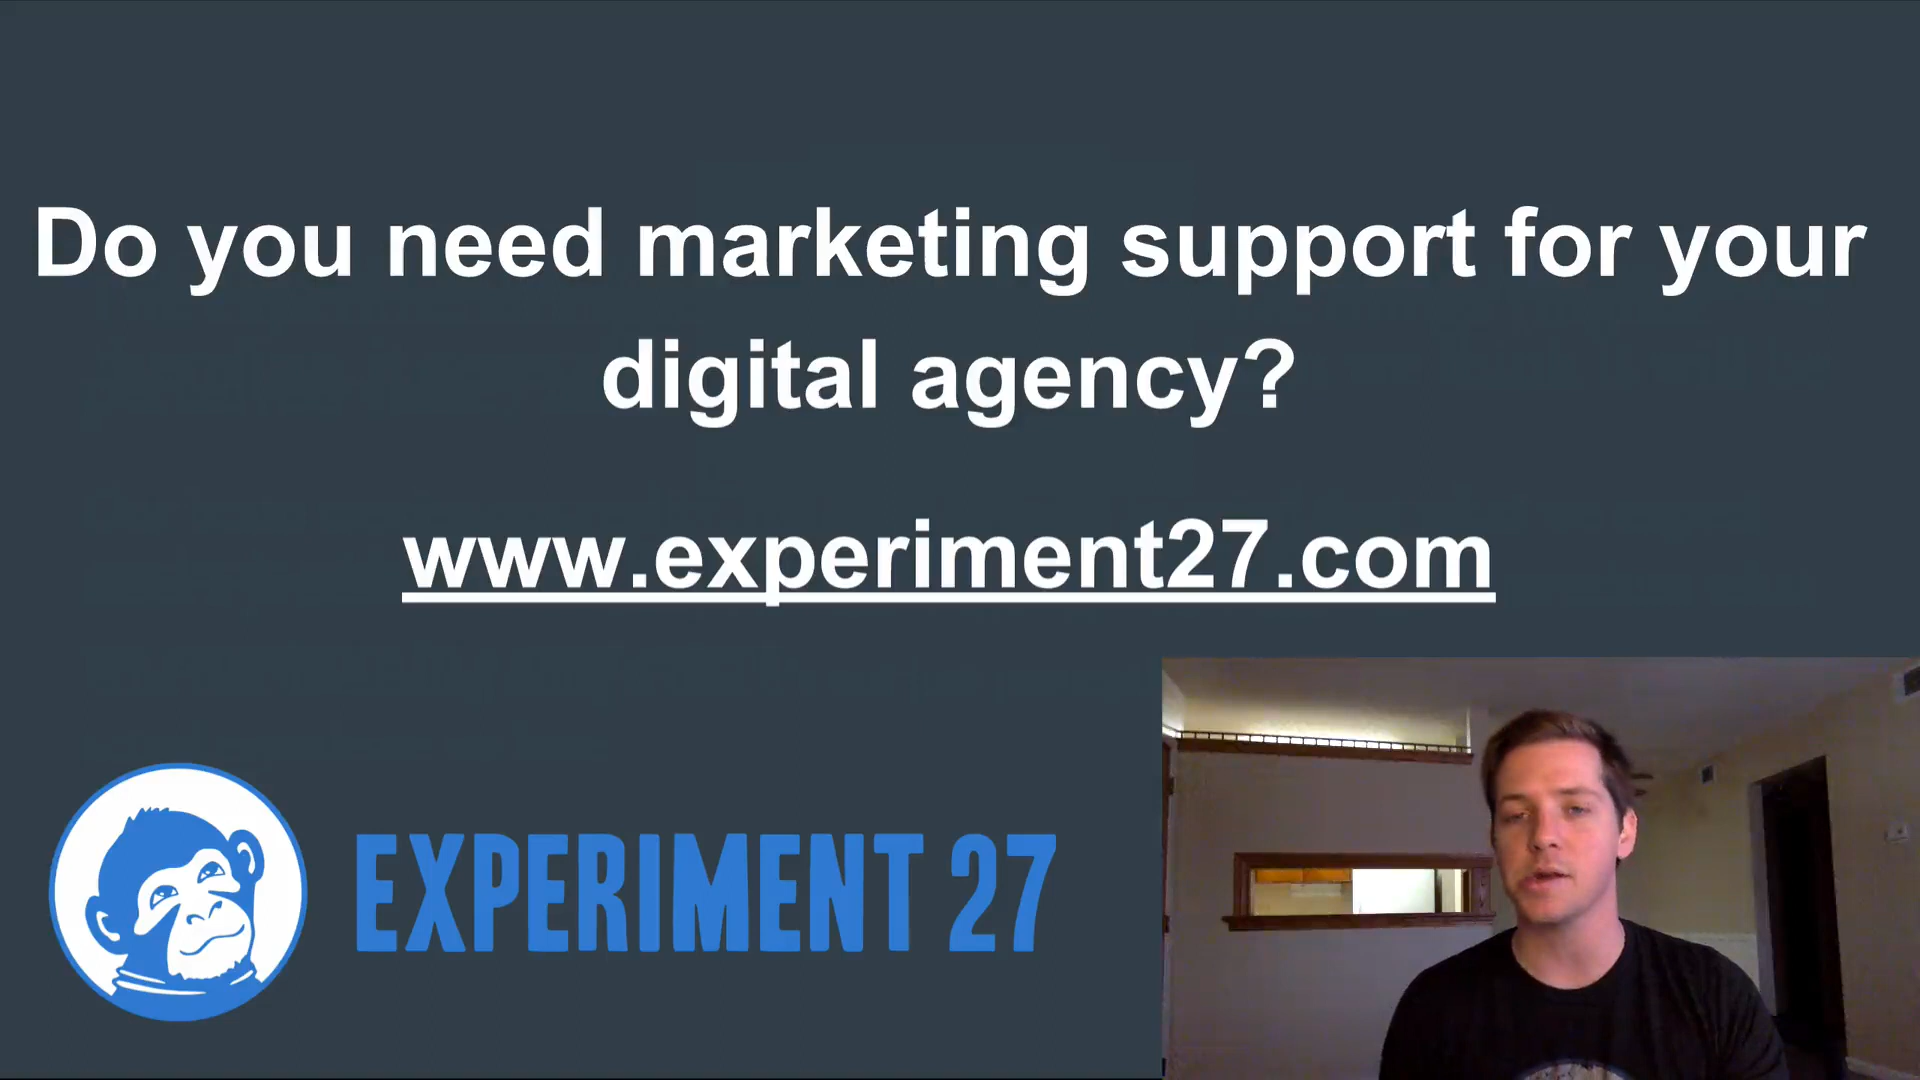 Do you need marketing support for your
digital agency?
www.experiment27.com
EXPERIMENT 27